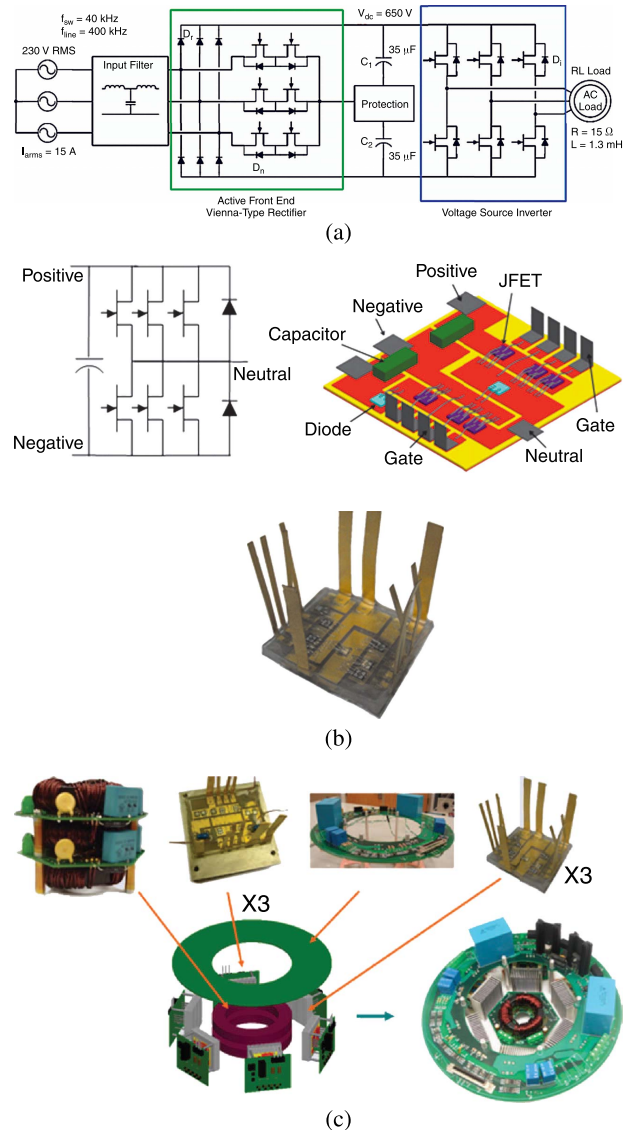 f_sw = 40 kHz
f_line = 400 kHz
230 V RMS
I_arms = 15 A
Input Filter
D_r
D_n
Active Front End
Vienna-Type Rectifier
V_dc = 650 V
35 μF
C_1
Protection
C_2
35 μF
D_i
Voltage Source Inverter
RL Load
AC
Load
R = 15 Ω
L = 1.3 mH
(a)
Positive
Neutral
Negative
Positive
Negative
Capacitor
JFET
Diode
Gate
Neutral
Gate
(b)
X3
X3
(c)